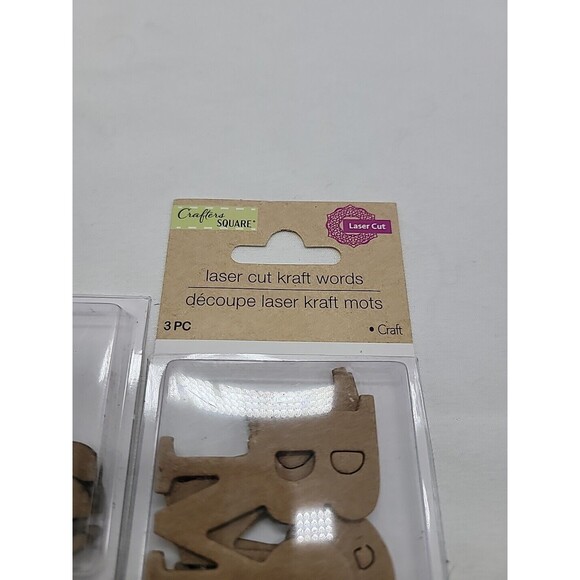 Crafters
SQUARE
Laser Cut
laser cut kraft words
découpe laser kraft mots
3 PC
• Craft